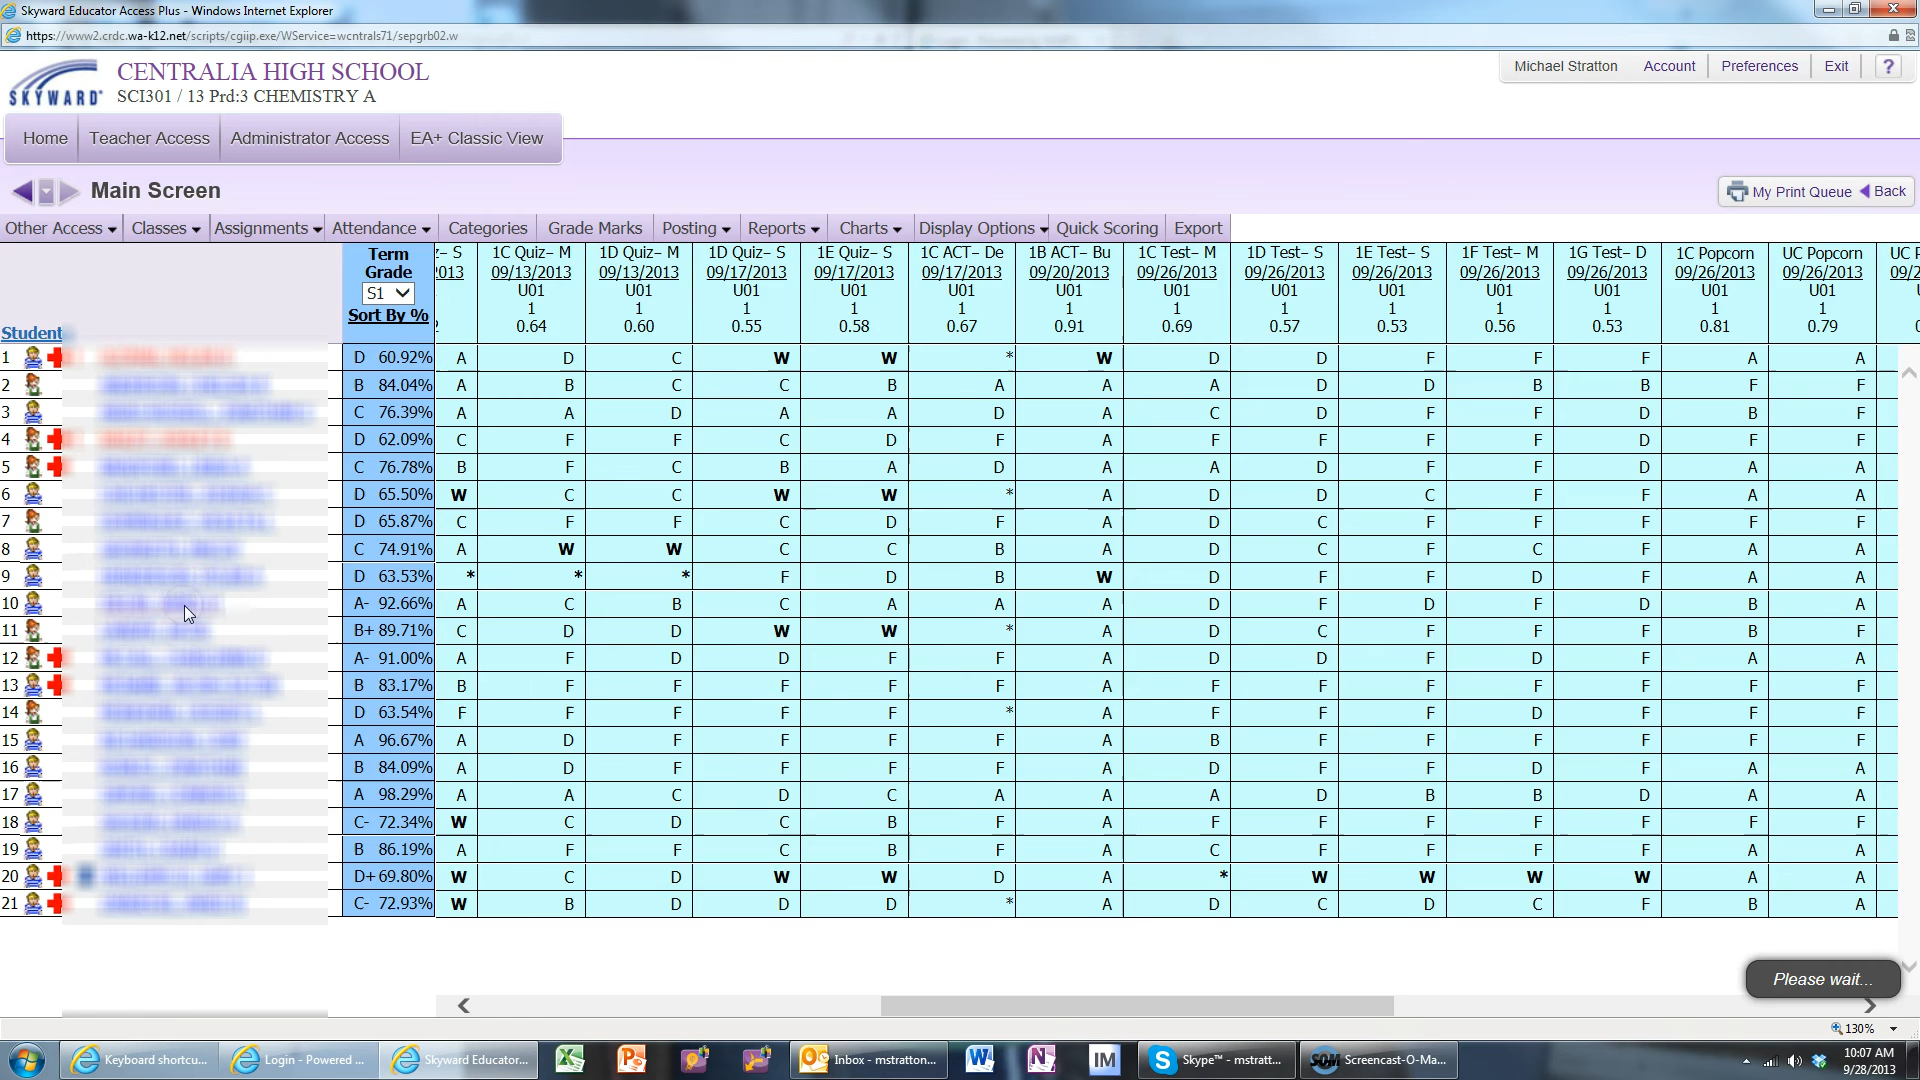 Skyward Educator Access Plus - Windows Internet Explorer
https://www2.crdc.wa-k12.net/scripts/cgiip.exe/WService=wcntrals71/sepgrb02.w
SKYWARD
CENTRALIA HIGH SCHOOL
SCI301 / 13 Prd:3 CHEMISTRY A
Michael Stratton Account Preferences Exit ?
Home Teacher Access Administrator Access EA+ Classic View
Main Screen
My Print Queue Back
Other Access Classes Assignments Attendance Categories Grade Marks Posting Reports Charts Display Options Quick Scoring Export
Term z- S 1C Quiz- M 1D Quiz- M 1D Quiz- S 1E Quiz- S 1C ACT- De 1B ACT- Bu 1C Test- M 1D Test- S 1E Test- S 1F Test- M 1G Test- D 1C Popcorn UC Popcorn UC P
Grade 2013 09/13/2013 09/13/2013 09/17/2013 09/17/2013 09/17/2013 09/20/2013 09/26/2013 09/26/2013 09/26/2013 09/26/2013 09/26/2013 09/26/2013 09/26/2013 09/2
S1 U01 U01 U01 U01 U01 U01 U01 U01 U01 U01 U01 U01 U01
Sort By % 1 1 1 1 1 1 1 1 1 1 1 1 1
0.64 0.60 0.55 0.58 0.67 0.91 0.69 0.57 0.53 0.56 0.53 0.81 0.79
Student
1 D 60.92% A D C W W * W D D F F F A A
2 B 84.04% A B C C B A A A D D B B F F
3 C 76.39% A A D A A D A C D F F D B F
4 D 62.09% C F F C D F A F F F F D F F
5 C 76.78% B F C B A D A A D F F D A A
6 D 65.50% W C C W W * A D D C F F A A
7 D 65.87% C F F C D F A D C F F F F F
8 C 74.91% A W W C C B A D C F C F A A
9 D 63.53% * * * F D B W D F F D F A A
10 A- 92.66% A C B C A A A D F D F D B A
11 B+ 89.71% C D D W W * A D C F F F B F
12 A- 91.00% A F D D F F A D D F D F A A
13 B 83.17% B F F F F F A F F F F F F F
14 D 63.54% F F F F F * A F F F D F F F
15 A 96.67% A D F F F F A B F F F F F F
16 B 84.09% A D F F F F A D F F D F A A
17 A 98.29% A A C D C A A A D B B D A A
18 C- 72.34% W C D C B F A F F F F F F F
19 B 86.19% A F F C B F A C F F F F A A
20 D+ 69.80% W C D W W D A * W W W W A A
21 C- 72.93% W B D D D * A D C D C F B A
Please wait...
130%
Keyboard shortcu... Login - Powered ... Skyward Educator... Inbox - mstratton... Skype™ - mstratt... Screencast-O-Ma...
IM
SOM
10:07 AM
9/28/2013